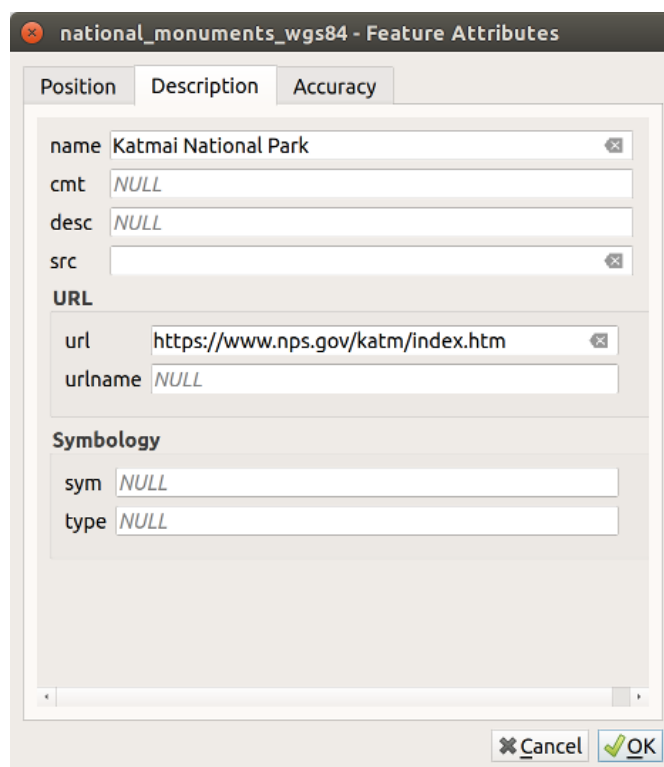 national_monuments_wgs84 - Feature Attributes
Position Description Accuracy
name Katmai National Park
cmt NULL
desc NULL
src
URL
url https://www.nps.gov/katm/index.htm
urlname NULL
Symbology
sym NULL
type NULL
Cancel OK